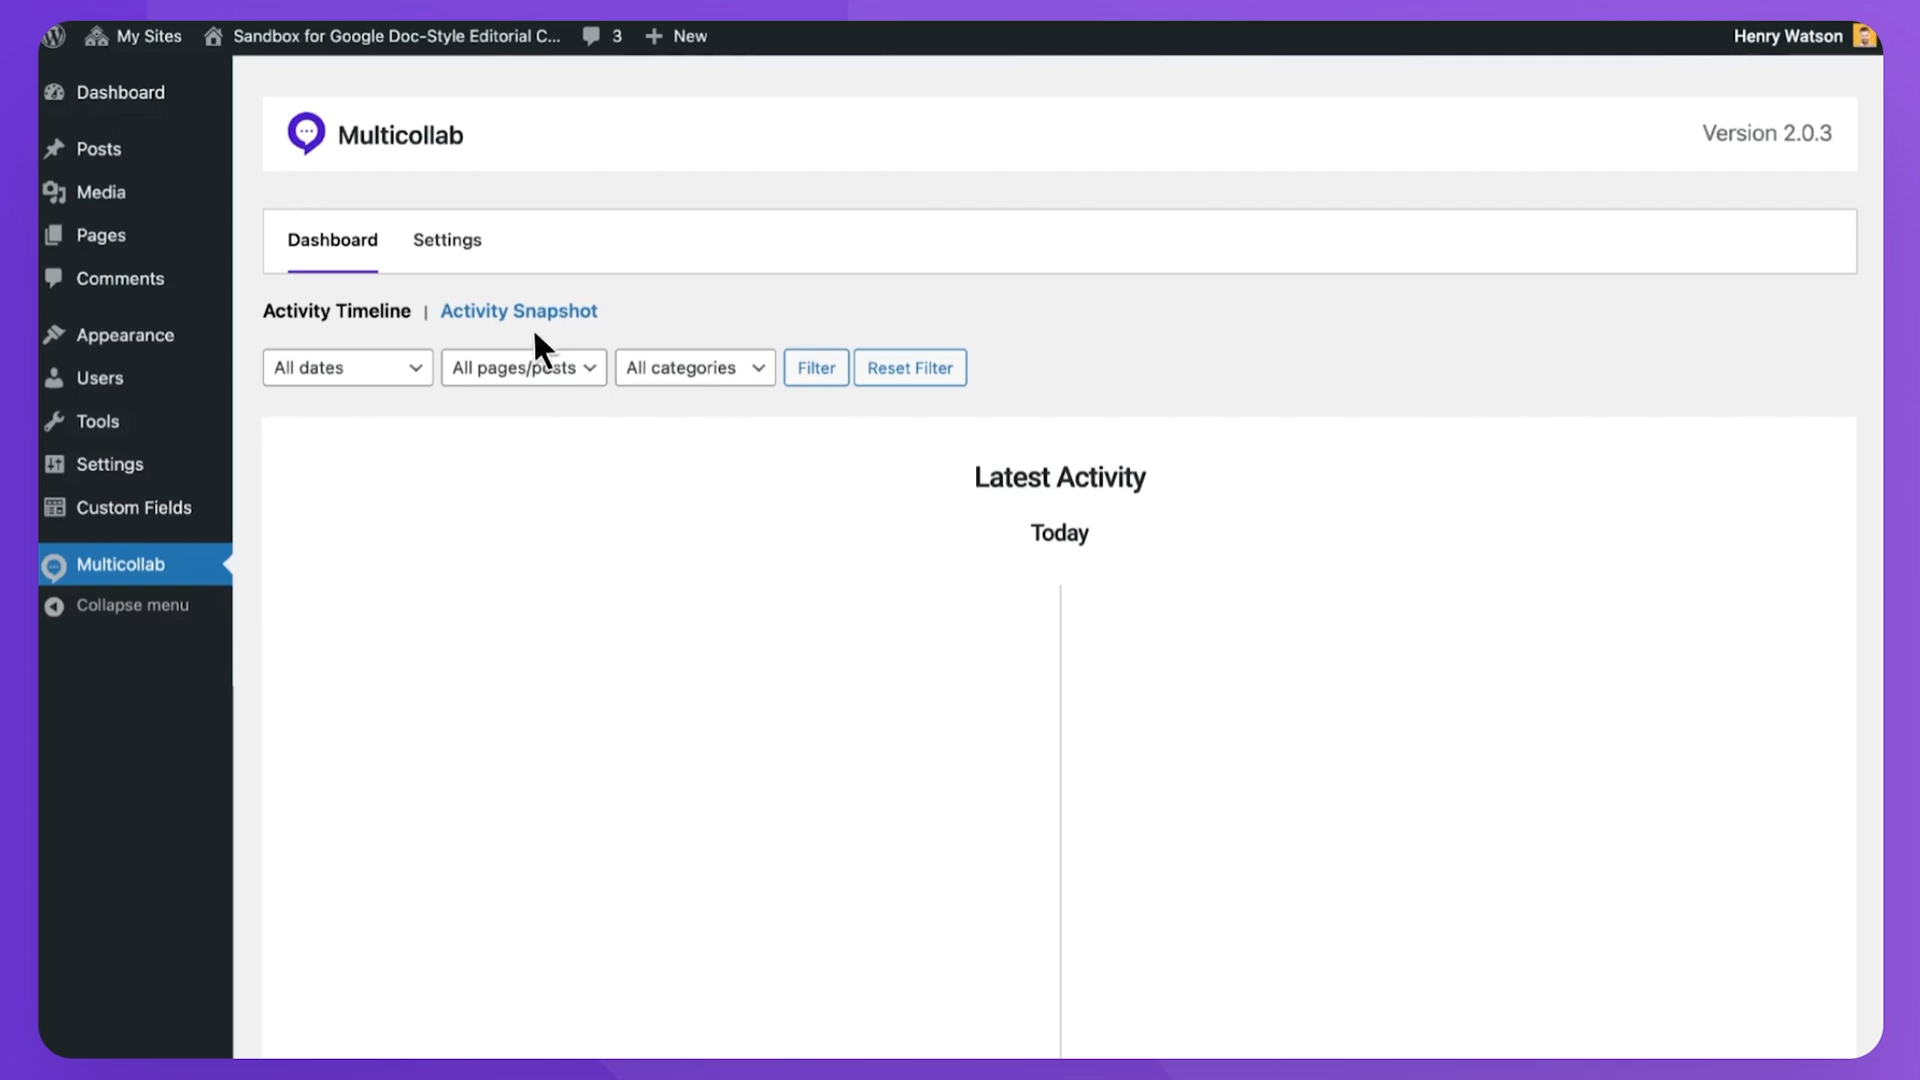 My Sites
Sandbox for Google Doc-Style Editorial C...
3
New
Henry Watson
Dashboard
Posts
Media
Pages
Comments
Appearance
Users
Tools
Settings
Custom Fields
Multicollab
Collapse menu
Multicollab
Version 2.0.3
Dashboard Settings
Activity Timeline | Activity Snapshot
All dates All pages/posts All categories Filter Reset Filter
Latest Activity
Today